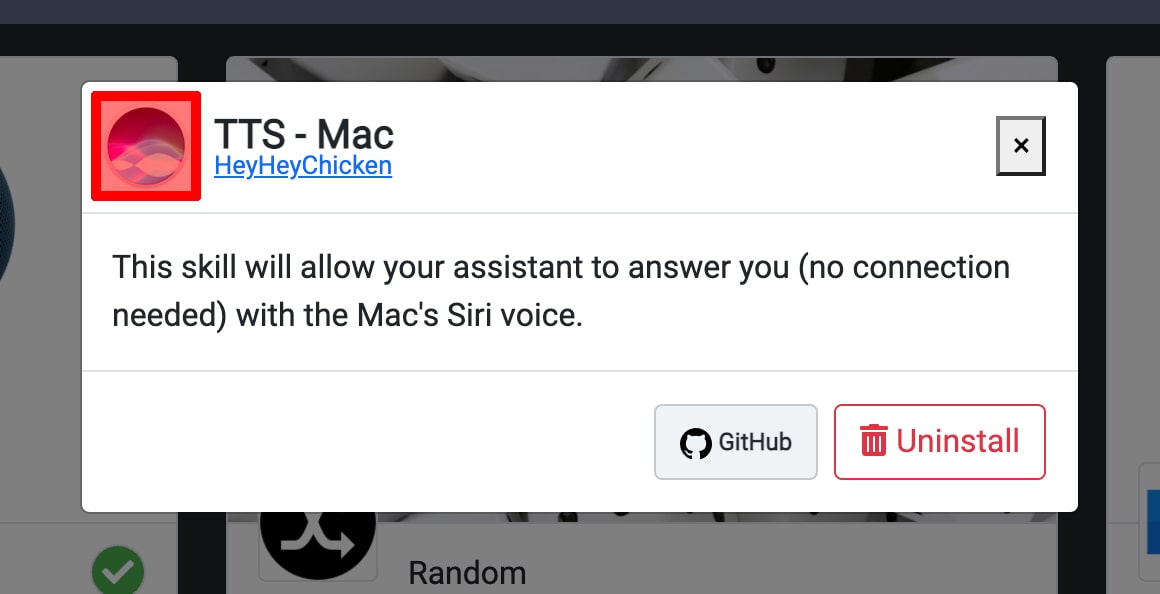 TTS - Mac
HeyHeyChicken
×
This skill will allow your assistant to answer you (no connection
needed) with the Mac's Siri voice.
GitHub
Uninstall
Random